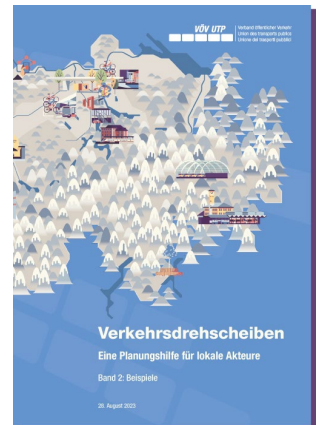 VÖV UTP
Verband öffentlicher Verkehr
Union des transports publics
Unione dei trasporti pubblici
Verkehrsdrehscheiben
Eine Planungshilfe für lokale Akteure
Band 2: Beispiele
28. August 2023